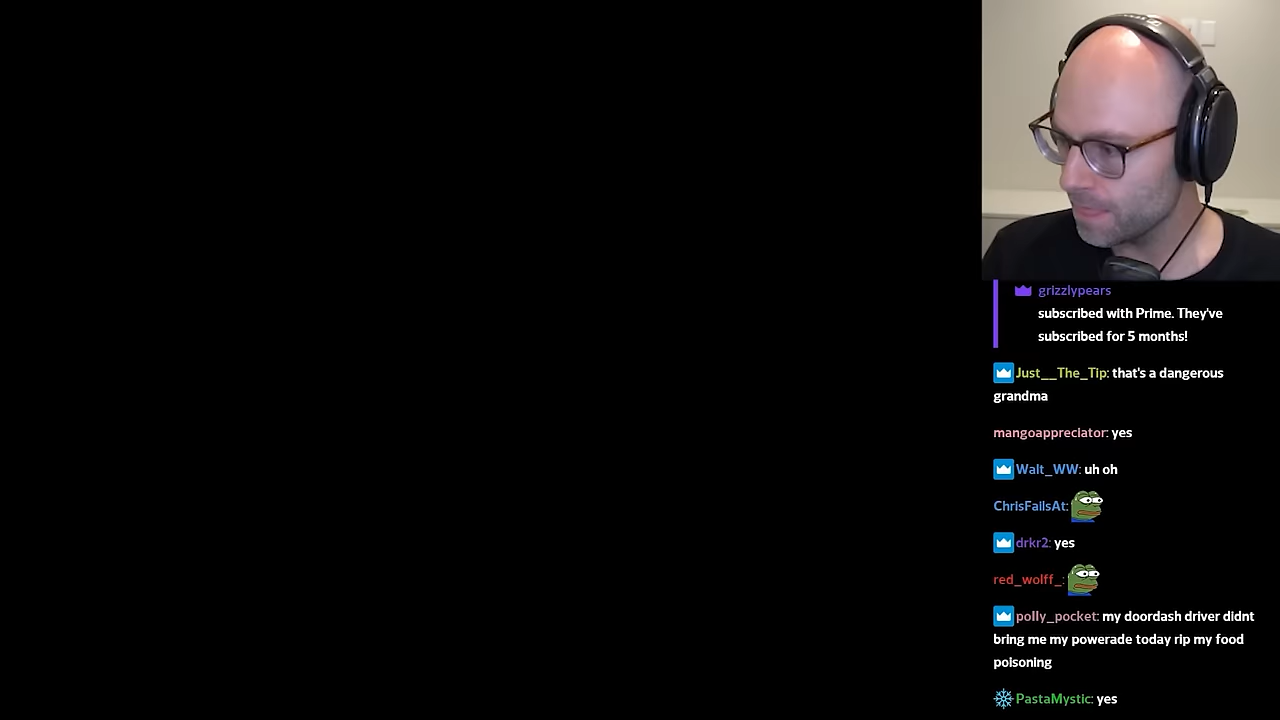 grizzlypears
subscribed with Prime. They've
subscribed for 5 months!
Just__The_Tip: that's a dangerous
grandma
mangoappreciator: yes
Walt_WW: uh oh
ChrisFailsAt:
drkr2: yes
red_wolff_:
polly_pocket: my doordash driver didnt
bring me my powerade today rip my food
poisoning
PastaMystic: yes